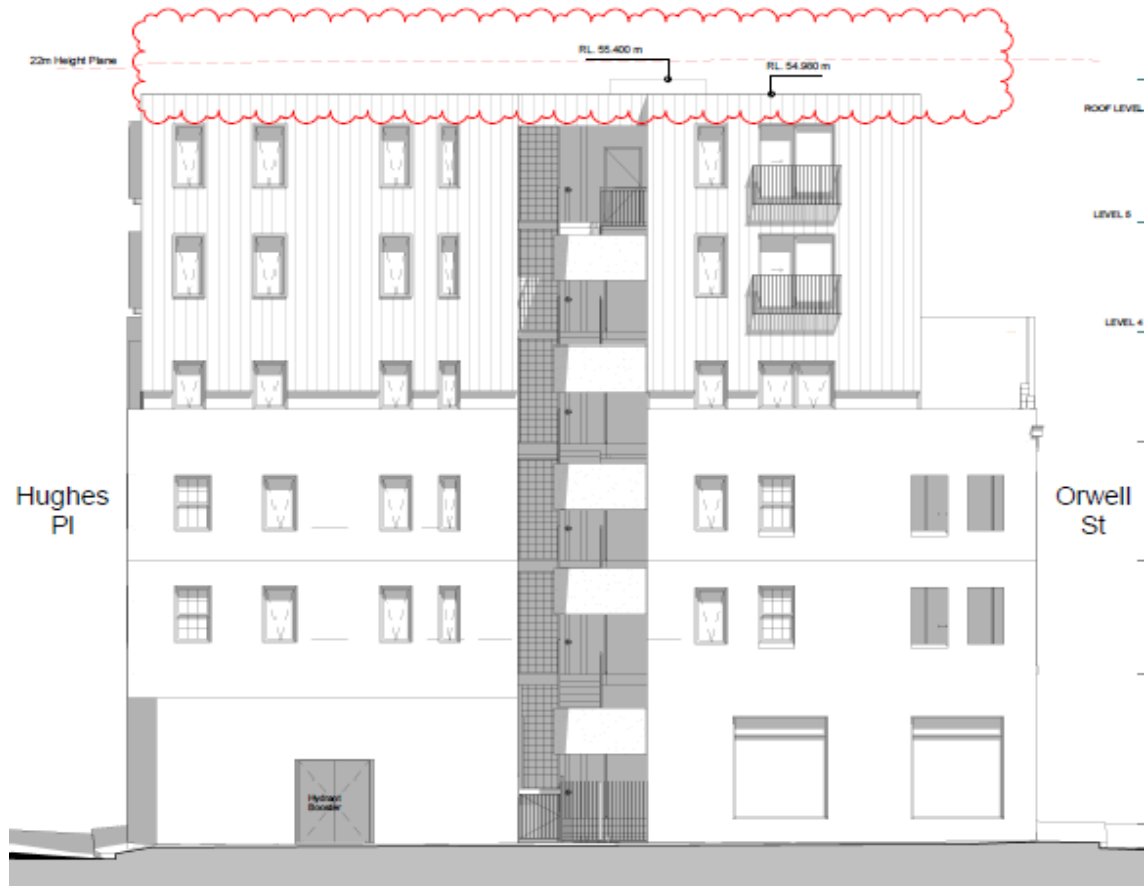 RL. 55.400 m
22m Height Plane
RL. 54.980 m
ROOF LEVEL
LEVEL 5
LEVEL 4
Hughes
Pl
Orwell
St
Hydrant
Booster